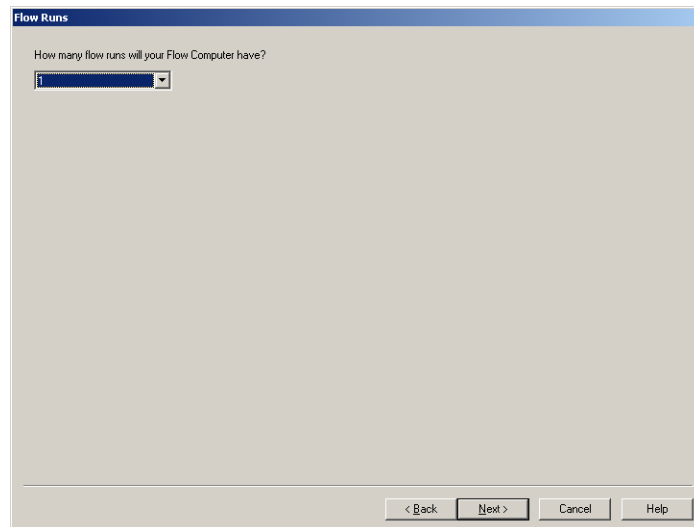 Flow Runs
How many flow runs will your Flow Computer have?
1
< Back
Next >
Cancel
Help